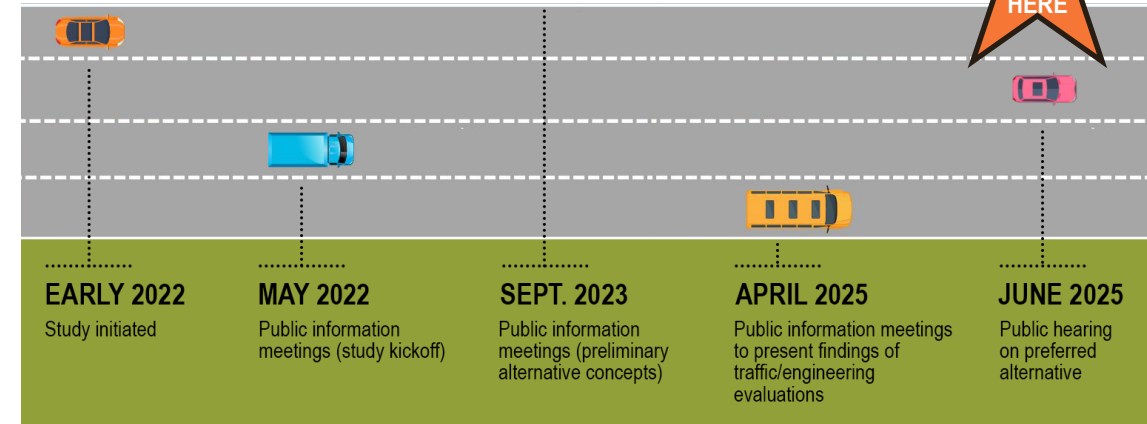 HERE
EARLY 2022
Study initiated
MAY 2022
Public information
meetings (study kickoff)
SEPT. 2023
Public information
meetings (preliminary
alternative concepts)
APRIL 2025
Public information meetings
to present findings of
traffic/engineering
evaluations
JUNE 2025
Public hearing
on preferred
alternative